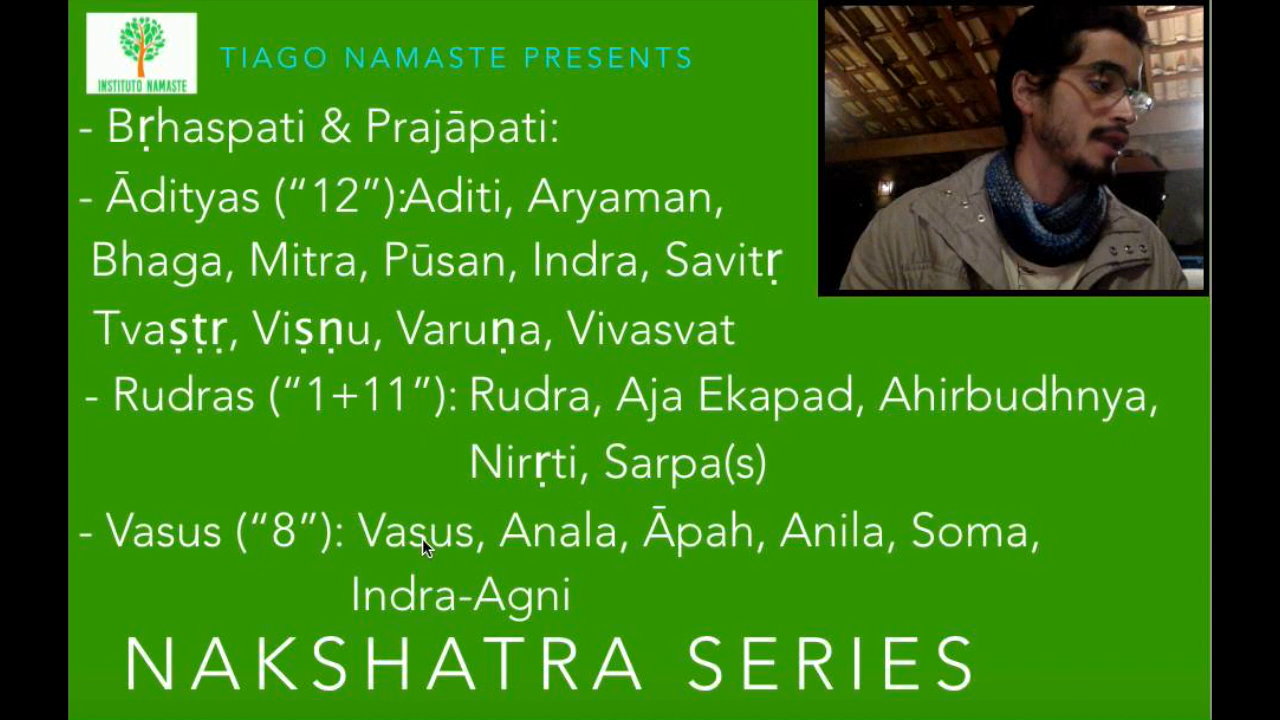 INSTITUTO NAMASTE
TIAGO NAMASTE PRESENTS
- Bṛhaspati & Prajāpati:
- Ādityas (“12”):Aditi, Aryaman,
Bhaga, Mitra, Pūsan, Indra, Savitṛ
Tvaṣṭṛ, Viṣṇu, Varuṇa, Vivasvat
- Rudras (“1+11”): Rudra, Aja Ekapad, Ahirbudhnya,
Nirṛti, Sarpa(s)
- Vasus (“8”): Vasus, Anala, Āpah, Anila, Soma,
Indra-Agni
NAKSHATRA SERIES